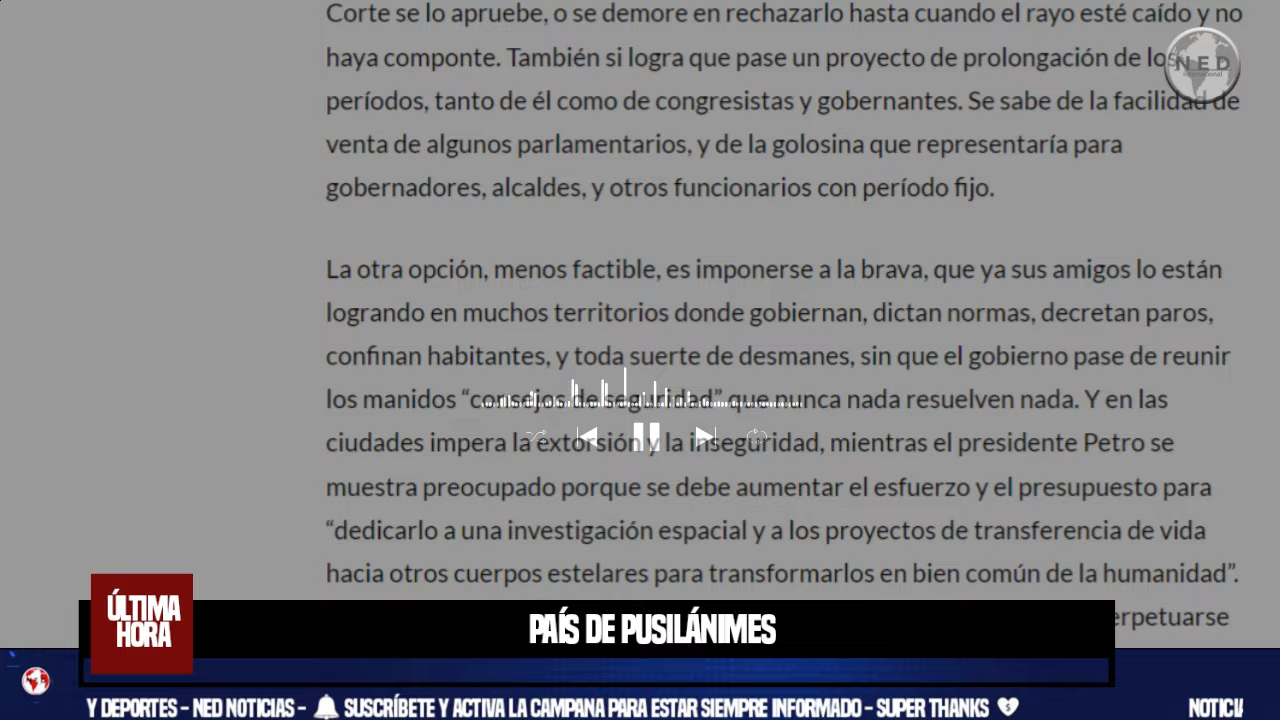 Corte se lo apruebe, o se demore en rechazarlo hasta cuando el rayo esté caído y no
haya componte. También si logra que pase un proyecto de prolongación de los
NED
International
períodos, tanto de él como de congresistas y gobernantes. Se sabe de la facilidad de
venta de algunos parlamentarios, y de la golosina que representaría para
gobernadores, alcaldes, y otros funcionarios con período fijo.
La otra opción, menos factible, es imponerse a la brava, que ya sus amigos lo están
logrando en muchos territorios donde gobiernan, dictan normas, decretan paros,
confinan habitantes, y toda suerte de desmanes, sin que el gobierno pase de reunir
los manidos “consejos de seguridad” que nunca nada resuelven nada. Y en las
ciudades impera la extorsión y la inseguridad, mientras el presidente Petro se
muestra preocupado porque se debe aumentar el esfuerzo y el presupuesto para
“dedicarlo a una investigación espacial y a los proyectos de transferencia de vida
hacia otros cuerpos estelares para transformarlos en bien común de la humanidad”.
erpetuarse
ÚLTIMA
HORA
PAÍS DE PUSILÁNIMES
Y DEPORTES - NED NOTICIAS - SUSCRÍBETE Y ACTIVA LA CAMPANA PARA ESTAR SIEMPRE INFORMADO - SUPER THANKS NOTICI